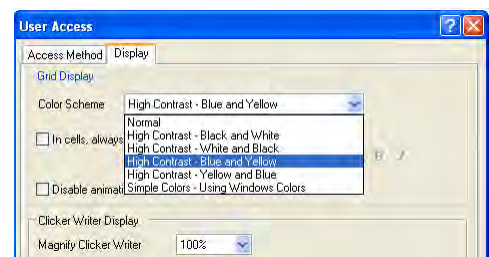 User Access
Access Method Display
Grid Display
Color Scheme High Contrast - Blue and Yellow
Normal
In cells, always High Contrast - Black and White
High Contrast - White and Black
High Contrast - Blue and Yellow
High Contrast - Yellow and Blue
Disable animati Simple Colors - Using Windows Colors
Clicker Writer Display
Magnify Clicker Writer 100%